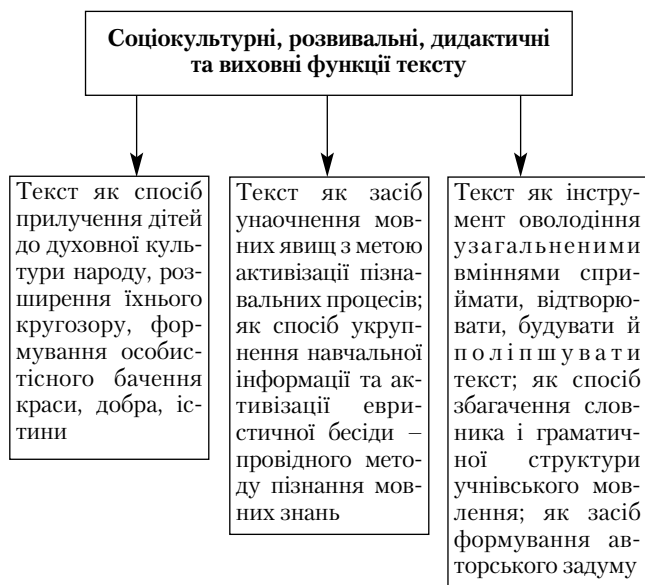 Соціокультурні, розвивальні, дидактичні
та виховні функції тексту
Текст як спосіб
прилучення дітей
до духовної куль-
тури народу, роз-
ширення їхнього
кругозору, фор-
мування особис-
тісного бачення
краси, добра, іс-
тини
Текст як засіб
унаочнення мов-
них явищ з метою
активізації пізна-
вальних процесів;
як спосіб укруп-
нення навчальної
інформації та ак-
тивізації еври-
стичної бесіди –
провідного мето-
ду пізнання мов-
них знань
Текст як інстру-
мент оволодіння
узагальненими
вміннями спри-
ймати, відтворю-
вати, будувати й
поліпшувати
текст; як спосіб
збагачення слов-
ника і граматич-
ної структури
учнівського мов-
лення; як засіб
формування ав-
торського задуму